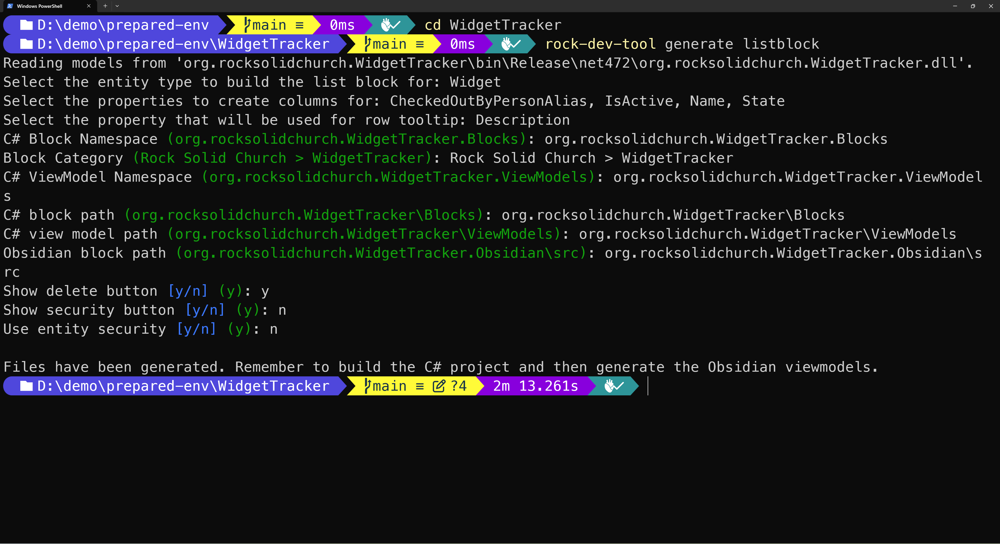 Windows PowerShell
D:\demo\prepared-env main ≡ 0ms cd WidgetTracker
D:\demo\prepared-env\WidgetTracker main ≡ 0ms rock-dev-tool generate listblock
Reading models from 'org.rocksolidchurch.WidgetTracker\bin\Release\net472\org.rocksolidchurch.WidgetTracker.dll'.
Select the entity type to build the list block for: Widget
Select the properties to create columns for: CheckedOutByPersonAlias, IsActive, Name, State
Select the property that will be used for row tooltip: Description
C# Block Namespace (org.rocksolidchurch.WidgetTracker.Blocks): org.rocksolidchurch.WidgetTracker.Blocks
Block Category (Rock Solid Church > WidgetTracker): Rock Solid Church > WidgetTracker
C# ViewModel Namespace (org.rocksolidchurch.WidgetTracker.ViewModels): org.rocksolidchurch.WidgetTracker.ViewModel
s
C# block path (org.rocksolidchurch.WidgetTracker\Blocks): org.rocksolidchurch.WidgetTracker\Blocks
C# view model path (org.rocksolidchurch.WidgetTracker\ViewModels): org.rocksolidchurch.WidgetTracker\ViewModels
Obsidian block path (org.rocksolidchurch.WidgetTracker.Obsidian\src): org.rocksolidchurch.WidgetTracker.Obsidian\s
rc
Show delete button [y/n] (y): y
Show security button [y/n] (y): n
Use entity security [y/n] (y): n
Files have been generated. Remember to build the C# project and then generate the Obsidian viewmodels.
D:\demo\prepared-env\WidgetTracker main ≡ ?4 2m 13.261s